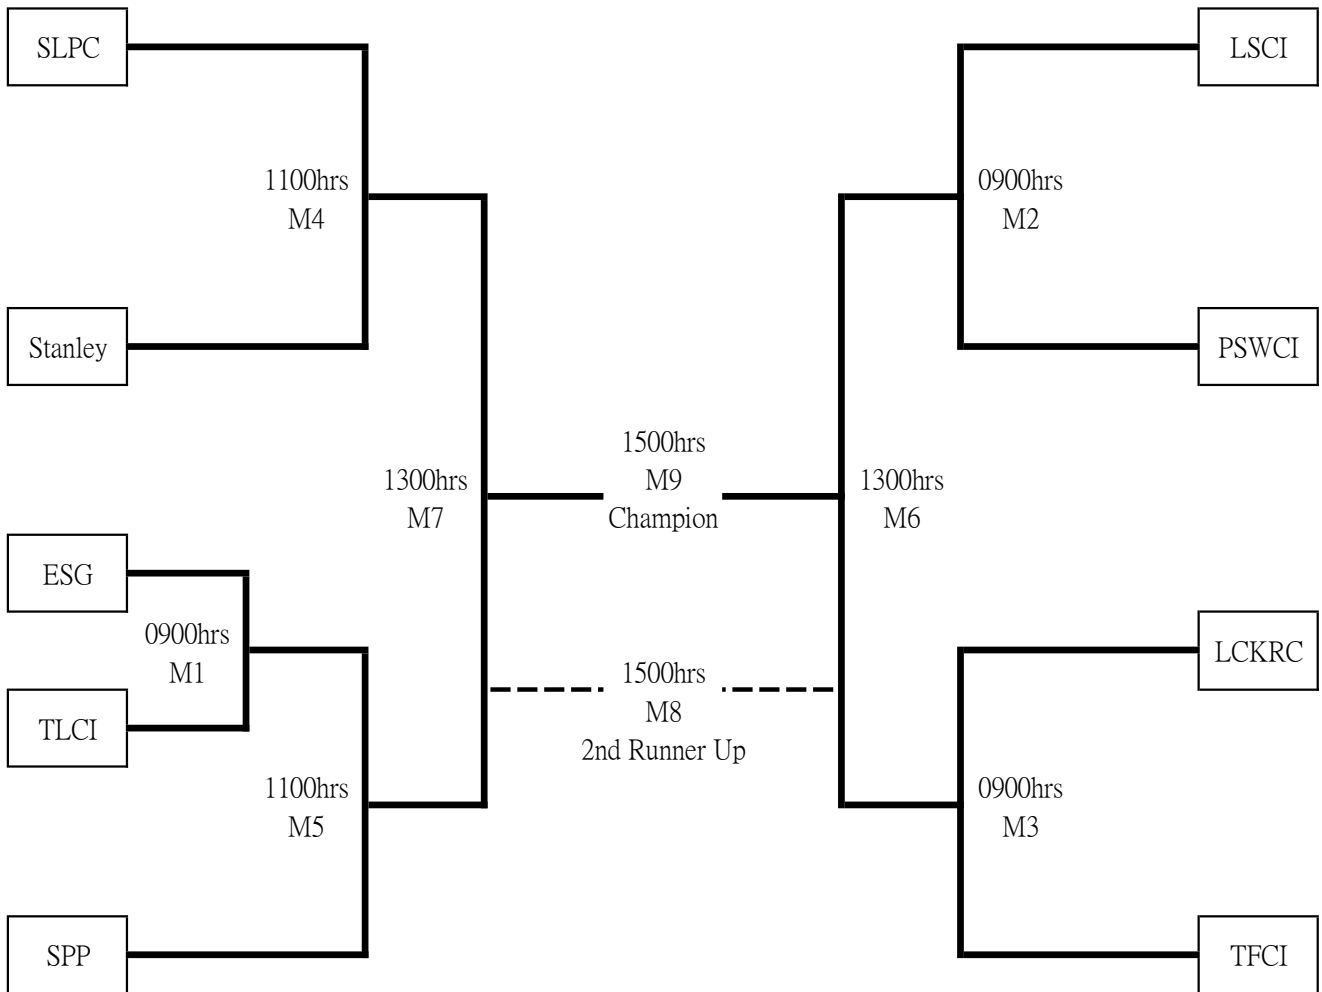 SLPC
LSCI
1100hrs
M4
0900hrs
M2
Stanley
PSWCI
1500hrs
M9
Champion
1300hrs
M7
1300hrs
M6
ESG
0900hrs
M1
TLCI
LCKRC
1500hrs
M8
2nd Runner Up
1100hrs
M5
0900hrs
M3
SPP
TFCI